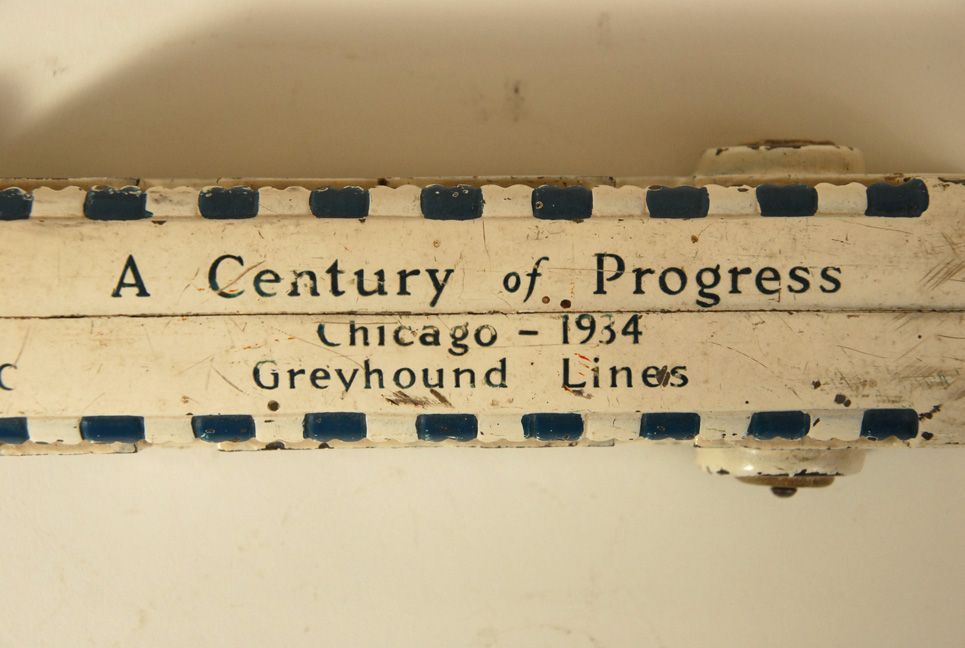 A Century of Progress
Chicago - 1934
Greyhound Lines